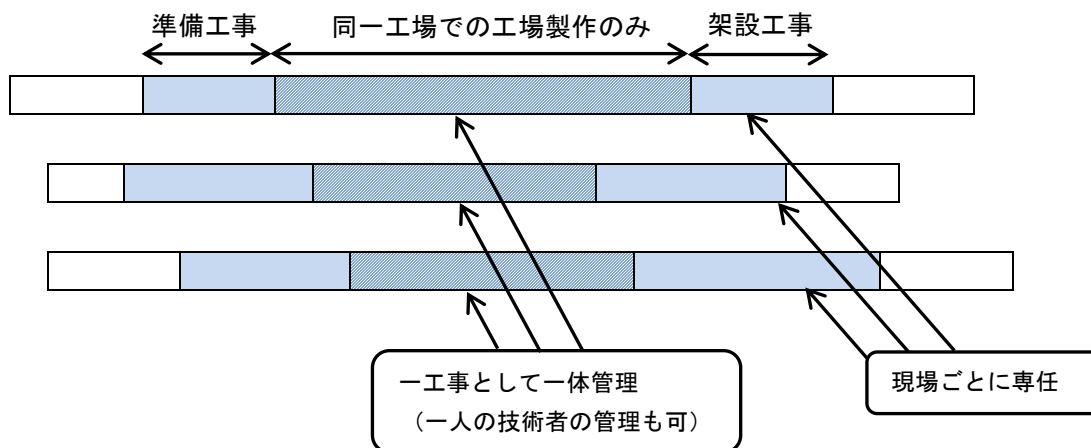 準備工事
同一工場での工場製作のみ
架設工事
一工事として一体管理
（一人の技術者の管理も可）
現場ごとに専任